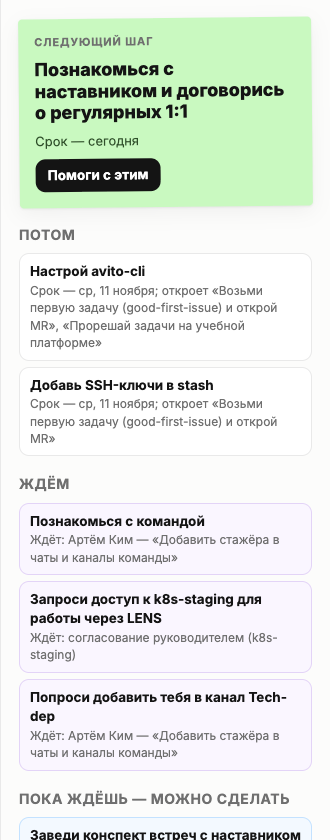 СЛЕДУЮЩИЙ ШАГ
Познакомься с
наставником и договорись
о регулярных 1:1
Срок — сегодня
Помоги с этим
ПОТОМ
Настрой avito-cli
Срок — ср, 11 ноября; откроет «Возьми
первую задачу (good-first-issue) и открой
MR», «Прорешай задачи на учебной
платформе»
Добавь SSH-ключи в stash
Срок — ср, 11 ноября; откроет «Возьми
первую задачу (good-first-issue) и открой
MR»
ЖДЁМ
Познакомься с командой
Ждёт: Артём Ким — «Добавить стажёра в
чаты и каналы команды»
Запроси доступ к k8s-staging для
работы через LENS
Ждёт: согласование руководителем (k8s-
staging)
Попроси добавить тебя в канал Tech-
dep
Ждёт: Артём Ким — «Добавить стажёра в
чаты и каналы команды»
ПОКА ЖДЁШЬ — МОЖНО СДЕЛАТЬ
Заведи конспект встреч с наставником